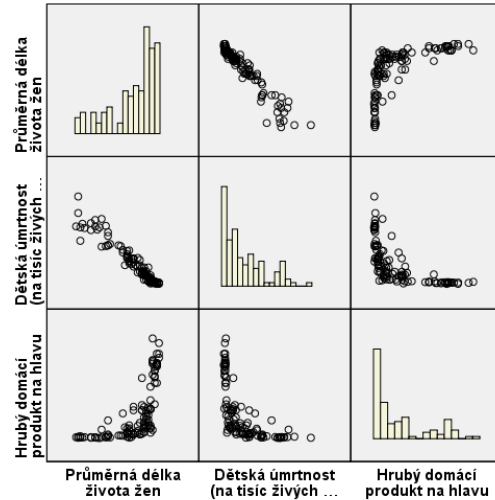 Průměrná délka
života žen
Dětská úmrtnost
(na tisíc živých ...
Hrubý domácí
produkt na hlavu
Průměrná délka
života žen
Dětská úmrtnost
(na tisíc živých ...
Hrubý domácí
produkt na hlavu